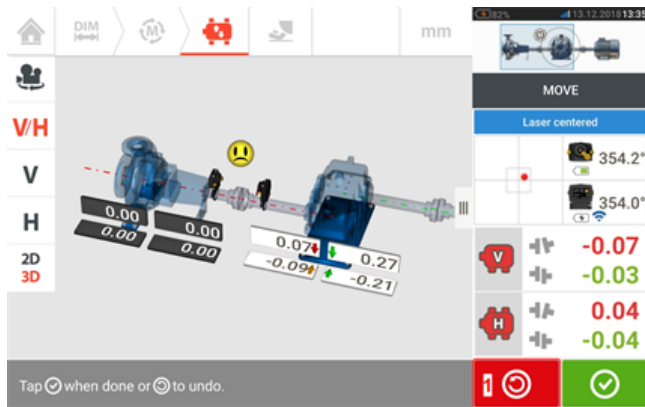 DIM
M
mm
82%
13.12.2018 13:35
MOVE
Laser centered
354.2°
354.0°
V/H
V
H
2D
3D
0.00
0.00
0.00
0.00
0.07
0.27
-0.09
-0.21
V
-0.07
-0.03
H
0.04
-0.04
Tap when done or to undo.
1